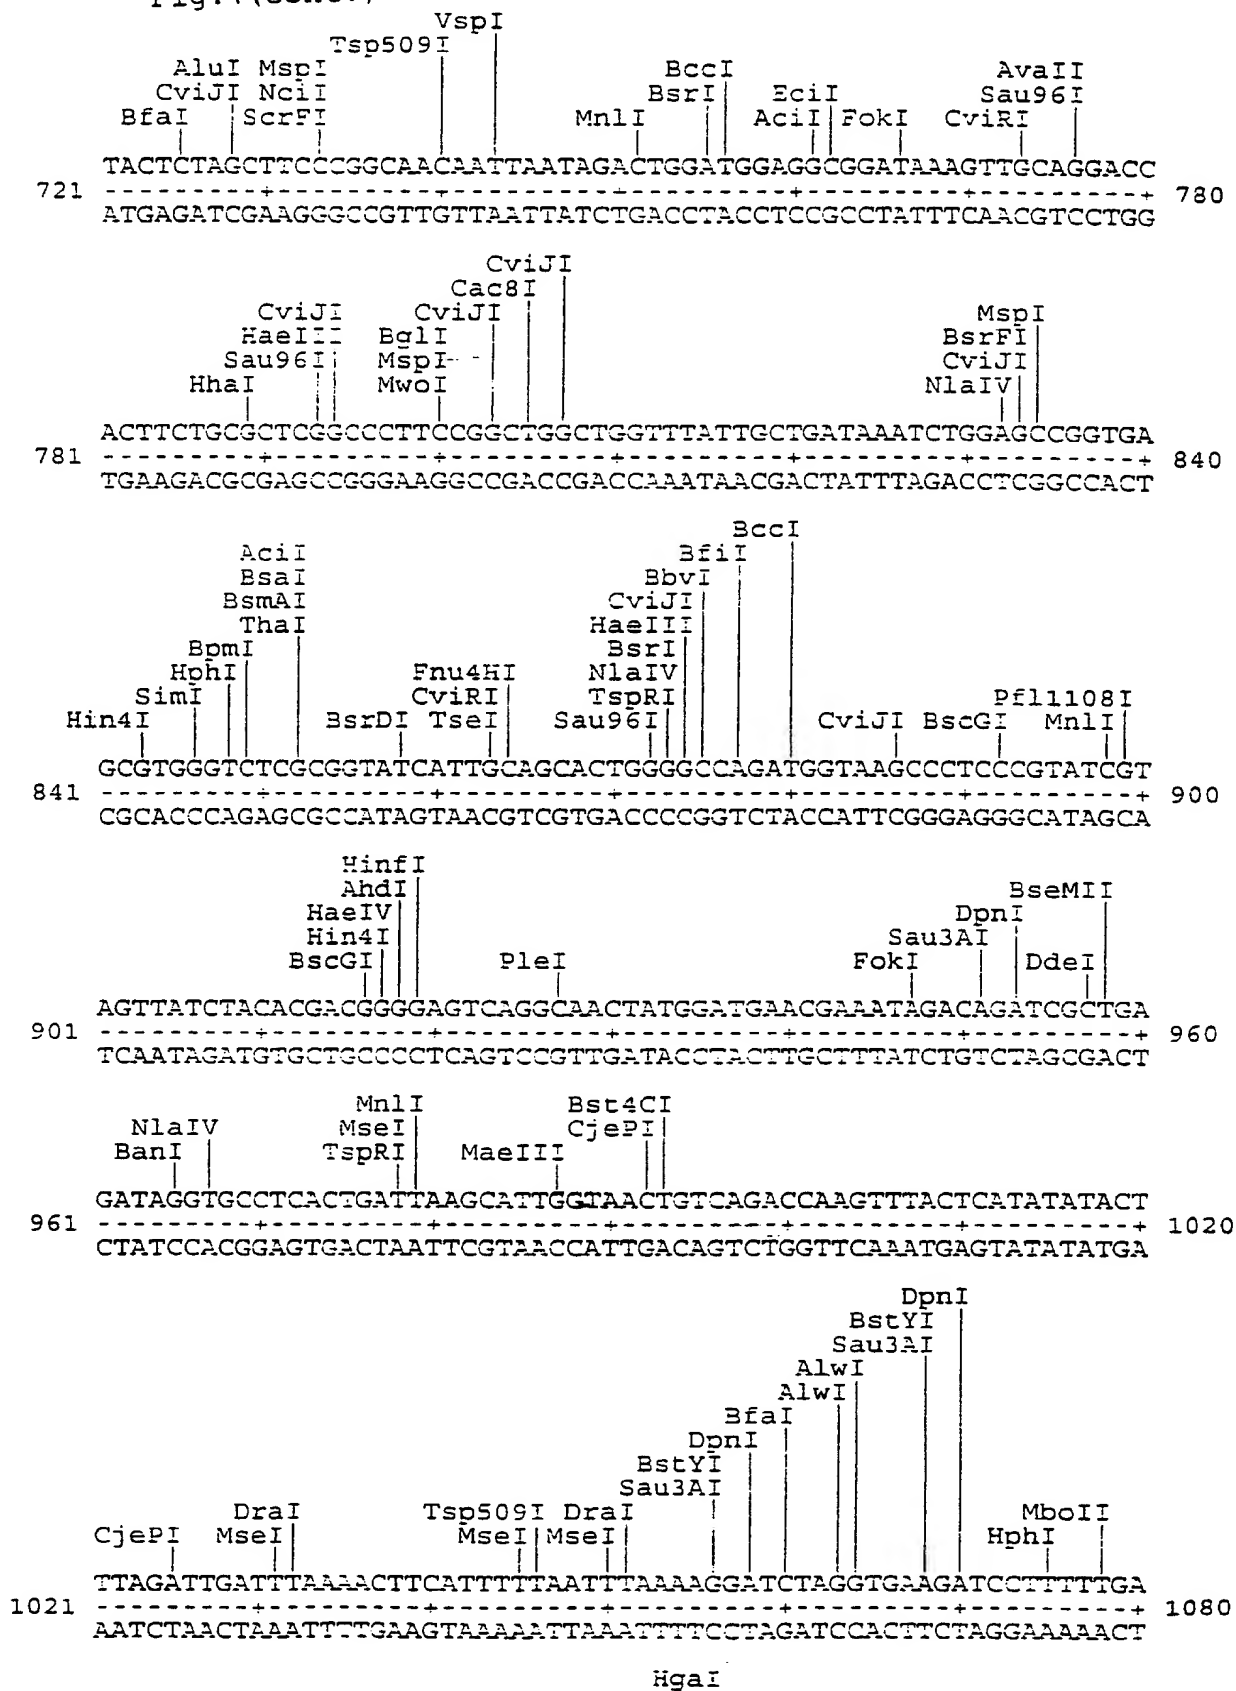 Fig. (cont.)
VspI
Tsp509I
AluI MspI BccI AvaII
CviJI NciI BsrI EciI Sau96I
BfaI ScrFI MnlI AciI FokI CviRI
TACTCTAGCTTCCCGGCAACAATTAATAGACTGGATGGAGGCGGATAAAGTTGCAGGACC
721 ---------+---------+---------+---------+---------+---------+ 780
ATGAGATCGAAGGGCCGTTGTTAATTATCTGACCTACCTCCGCCTATTTCAACGTCCTGG
CviJI
Cac8I
CviJI CviJI MspI
HaeIII BglI BsrFI
Sau96I MspI CviJI
HhaI MwoI NlaIV
ACTTCTGCGCTCGGCCCTTCCGGCTGGCTGGTTTATTGCTGATAAATCTGGAGCCGGTGA
781 ---------+---------+---------+---------+---------+---------+ 840
TGAAGACGCGAGCCGGGAAGGCCGACCGACCAAATAACGACTATTTAGACCTCGGCCACT
BccI
AciI BfiI
BsaI BbvI
BsmAI CviJI
ThaI HaeIII
BpmI BsrI
HphI Fnu4HI NlaIV
SimI CviRI TspRI Pfl1108I
Hin4I BsrDI TseI Sau96I CviJI BscGI MnlI
GCGTGGGTCTCGCGGTATCATTGCAGCACTGGGGCCAGATGGTAAGCCCTCCCGTATCGT
841 ---------+---------+---------+---------+---------+---------+ 900
CGCACCCAGAGCGCCATAGTAACGTCGTGACCCCGGTCTACCATTCGGGAGGGCATAGCA
HinfI
AhdI BseMII
HaeIV DpnI
Hin4I Sau3AI
BscGI PleI FokI DdeI
AGTTATCTACACGACGGGGAGTCAGGCAACTATGGATGAACGAAATAGACAGATCGCTGA
901 ---------+---------+---------+---------+---------+---------+ 960
TCAATAGATGTGCTGCCCCTCAGTCCGTTGATACCTACTTGCTTTATCTGTCTAGCGACT
MnlI Bst4CI
NlaIV MseI CjePI
BanI TspRI MaeIII
GATAGGTGCCTCACTGATTAAGCATTGGTAACTGTCAGACCAAGTTTACTCATATATACT
961 ---------+---------+---------+---------+---------+---------+ 1020
CTATCCACGGAGTGACTAATTCGTAACCATTGACAGTCTGGTTCAAATGAGTATATATGA
DpnI
BstYI
Sau3AI
AlwI
AlwI
BfaI
DpnI
BstYI
Sau3AI
DraI Tsp509I DraI MboII
CjePI MseI MseI MseI HphI
TTAGATTGATTTAAAACTTCATTTTTAATTTAAAAGGATCTAGGTGAAGATCCTTTTTGA
1021 ---------+---------+---------+---------+---------+---------+ 1080
AATCTAACTAAATTTTGAAGTAAAAATTAAATTTTCCTAGATCCACTTCTAGGAAAAACT
HgaI